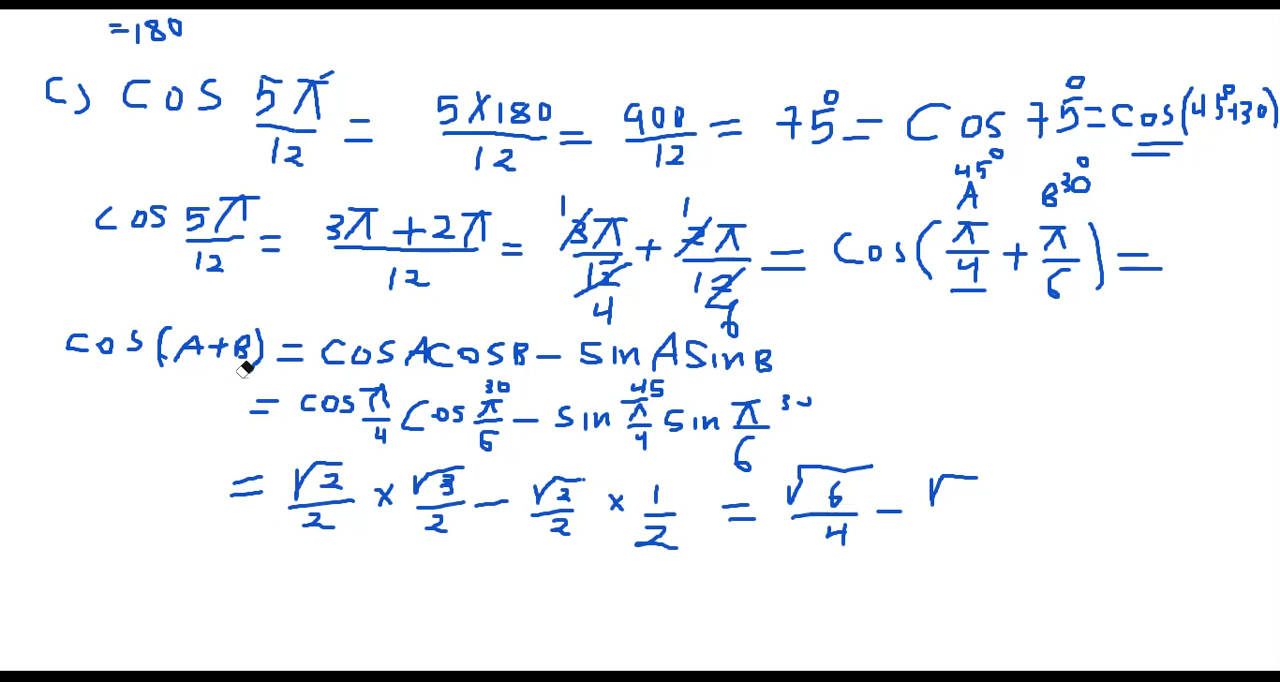 =180
C) Cos 5π/12 = 5×180/12 = 900/12 = 75° = Cos 75° = Cos(45°+30)
45° 30°
A B
Cos 5π/12 = 3π+2π/12 = 3π/12 + 2π/12 = Cos(π/4 + π/6) =
1 1 4 6
Cos(A+B) = CosACosB - SinASinB
30 45
= Cos π/4 Cos π/6 - Sin π/4 Sin π/6
= √2/2 × √3/2 - √2/2 × 1/2 = √6/4 - √